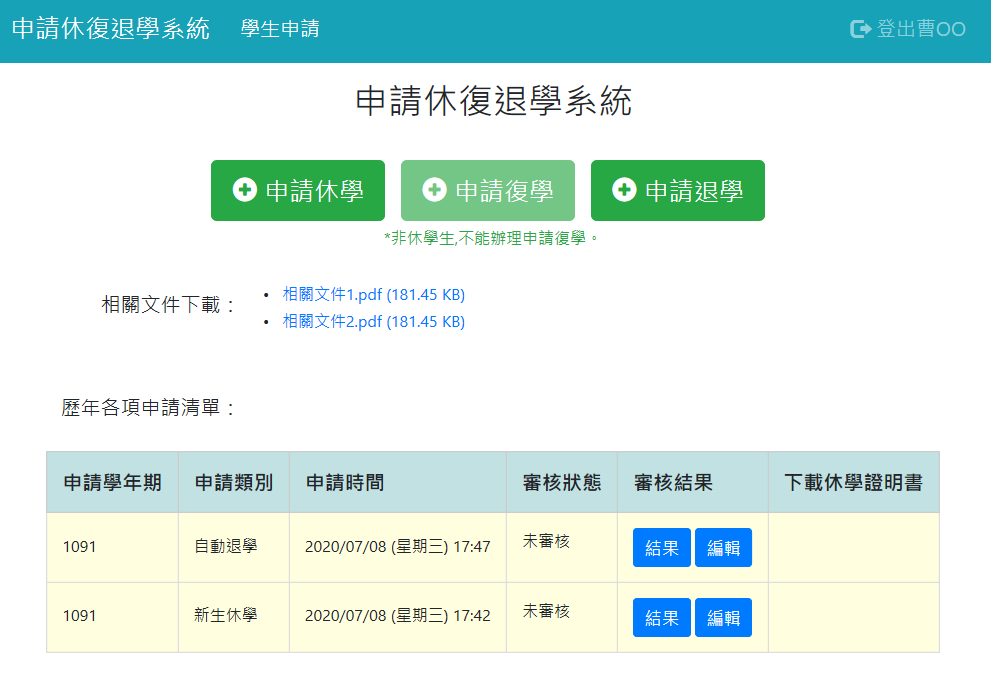 申請休復退學系統 學生申請 登出曹OO
申請休復退學系統
申請休學 申請復學 申請退學
*非休學生,不能辦理申請復學。
相關文件下載：
• 相關文件1.pdf (181.45 KB)
• 相關文件2.pdf (181.45 KB)
歷年各項申請清單：
申請學年期 申請類別 申請時間 審核狀態 審核結果 下載休學證明書
1091 自動退學 2020/07/08 (星期三) 17:47 未審核 結果 編輯
1091 新生休學 2020/07/08 (星期三) 17:42 未審核 結果 編輯